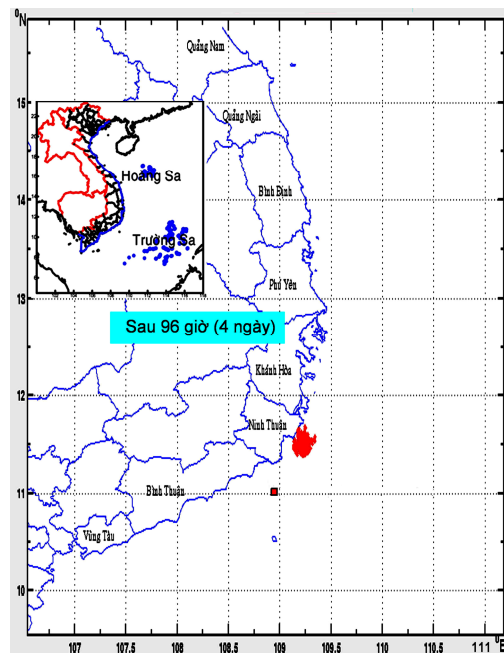 °N
Quảng Nam
15
Quảng Ngãi
Hoàng Sa
14
Bình Định
Trường Sa
Phú Yên
13
Sau 96 giờ (4 ngày)
Khánh Hòa
12
Ninh Thuận
Bình Thuận
11
Vũng Tàu
10
107 107.5 108 108.5 109 109.5 110 110.5 111 °E